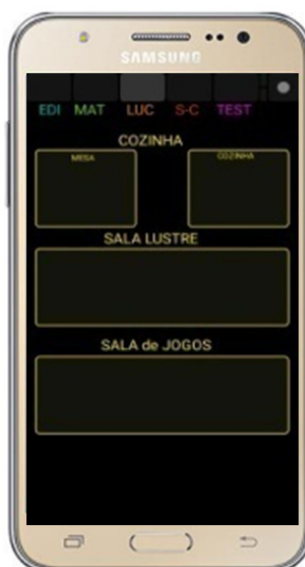 SAMSUNG
EDI MAT LUC S-C TEST
COZINHA
MESA COZINHA
SALA LUSTRE
SALA de JOGOS